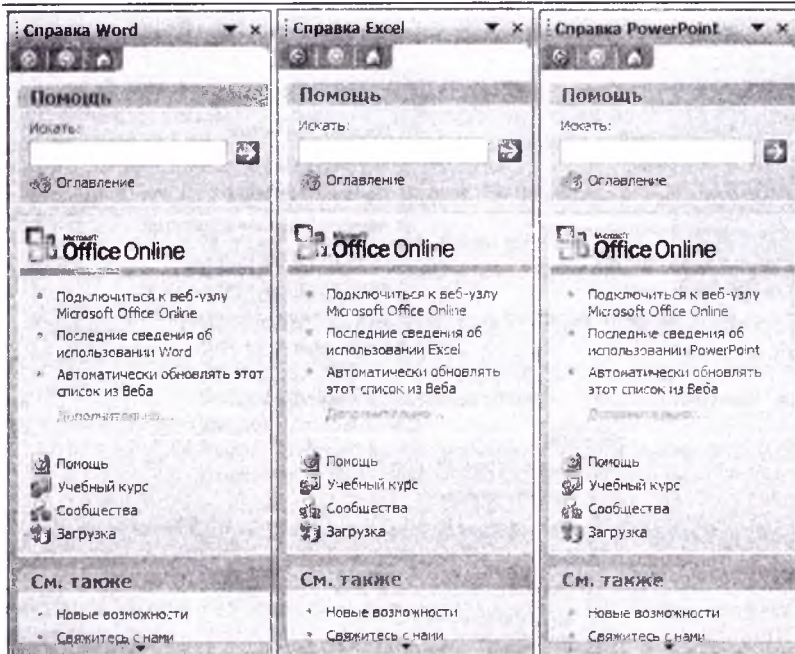 Справка Word
Помощь
Искать:
Оглавление
Microsoft
Office Online
Подключиться к веб-узлу
Microsoft Office Online
Последние сведения об
использовании Word
Автоматически обновлять этот
список из Веба
Дополнительно...
Помощь
Учебный курс
Сообщества
Загрузка
См. также
Новые возможности
Свяжитесь с нами
Справка Excel
Помощь
Искать:
Оглавление
Microsoft
Office Online
Подключиться к веб-узлу
Microsoft Office Online
Последние сведения об
использовании Excel
Автоматически обновлять
этот список из Веба
Дополнительно...
Помощь
Учебный курс
Сообщества
Загрузка
См. также
Новые возможности
Свяжитесь с нами
Справка PowerPoint
Помощь
Искать:
Оглавление
Microsoft
Office Online
Подключиться к веб-узлу
Microsoft Office Online
Последние сведения об
использовании PowerPoint
Автоматически обновлять
этот список из Веба
Дополнительно...
Помощь
Учебный курс
Сообщества
Загрузка
См. также
Новые возможности
Свяжитесь с нами